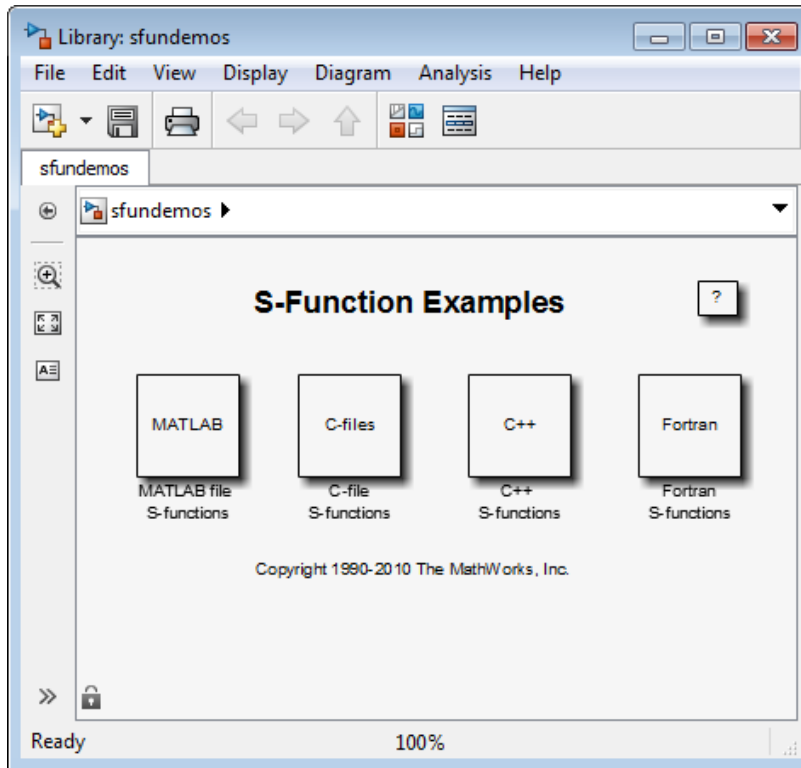 Library: sfundemos
File Edit View Display Diagram Analysis Help
sfundemos
sfundemos
S-Function Examples
?
MATLAB C-files C++ Fortran
MATLAB file C-file C++ Fortran
S-functions S-functions S-functions S-functions
Copyright 1990-2010 The MathWorks, Inc.
Ready 100%